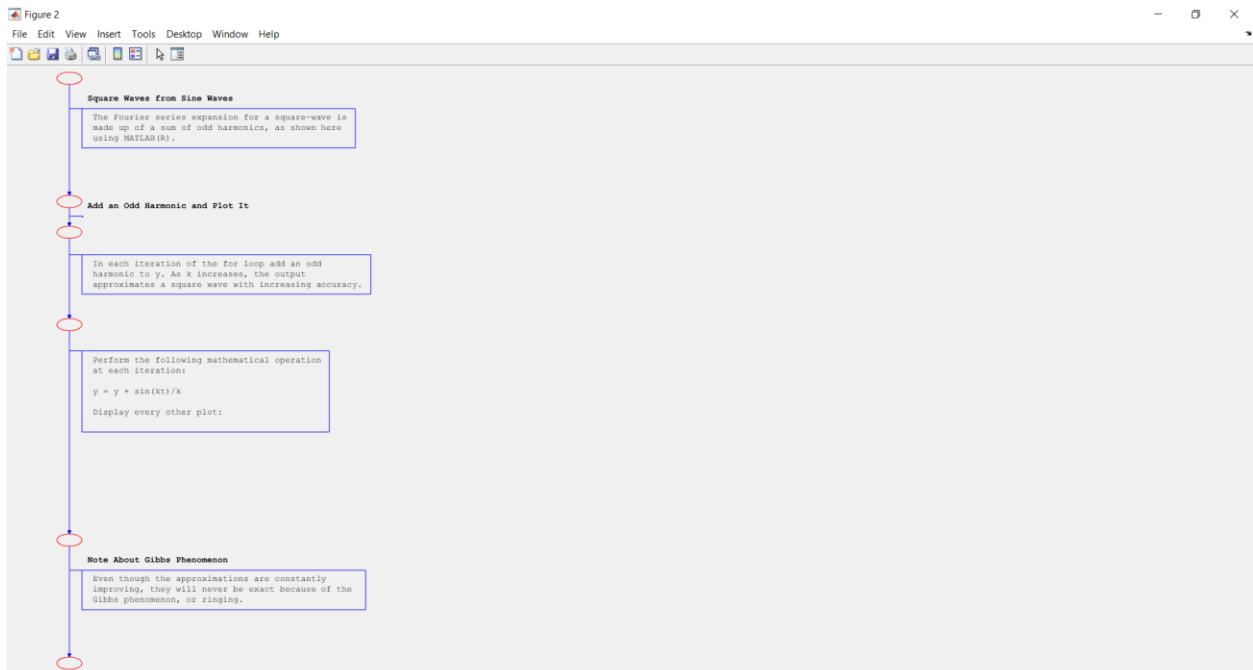 Figure 2
File Edit View Insert Tools Desktop Window Help
Square Waves from Sine Waves
The Fourier series expansion for a square-wave is
made up of a sum of odd harmonics, as shown here
using MATLAB(R).
Add an Odd Harmonic and Plot It
In each iteration of the for loop add an odd
harmonic to y. As k increases, the output
approximates a square wave with increasing accuracy.
Perform the following mathematical operation
at each iteration:
y = y + sin(kt)/k
Display every other plot:
Note About Gibbs Phenomenon
Even though the approximations are constantly
improving, they will never be exact because of the
Gibbs phenomenon, or ringing.